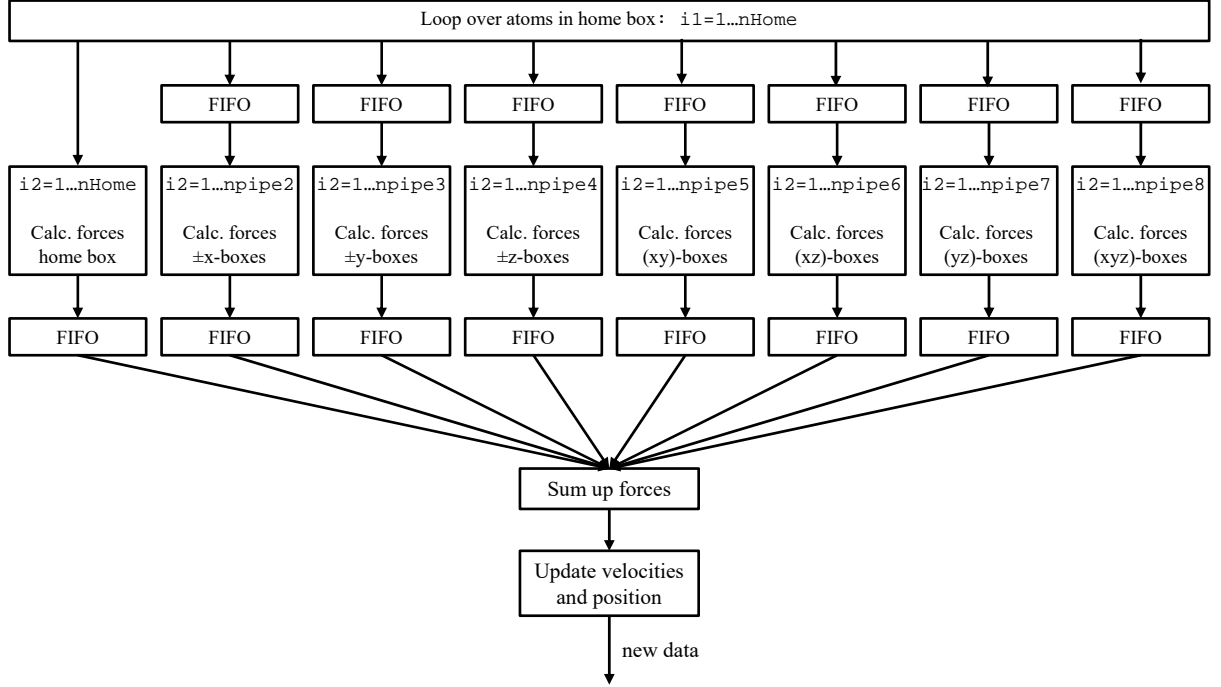 Loop over atoms in home box: i1=1…nHome
FIFO
FIFO
FIFO
FIFO
FIFO
FIFO
FIFO
i2=1…nHome
Calc. forces
home box
i2=1…npipe2
Calc. forces
±x-boxes
i2=1…npipe3
Calc. forces
±y-boxes
i2=1…npipe4
Calc. forces
±z-boxes
i2=1…npipe5
Calc. forces
(xy)-boxes
i2=1…npipe6
Calc. forces
(xz)-boxes
i2=1…npipe7
Calc. forces
(yz)-boxes
i2=1…npipe8
Calc. forces
(xyz)-boxes
FIFO
FIFO
FIFO
FIFO
FIFO
FIFO
FIFO
FIFO
Sum up forces
Update velocities
and position
new data